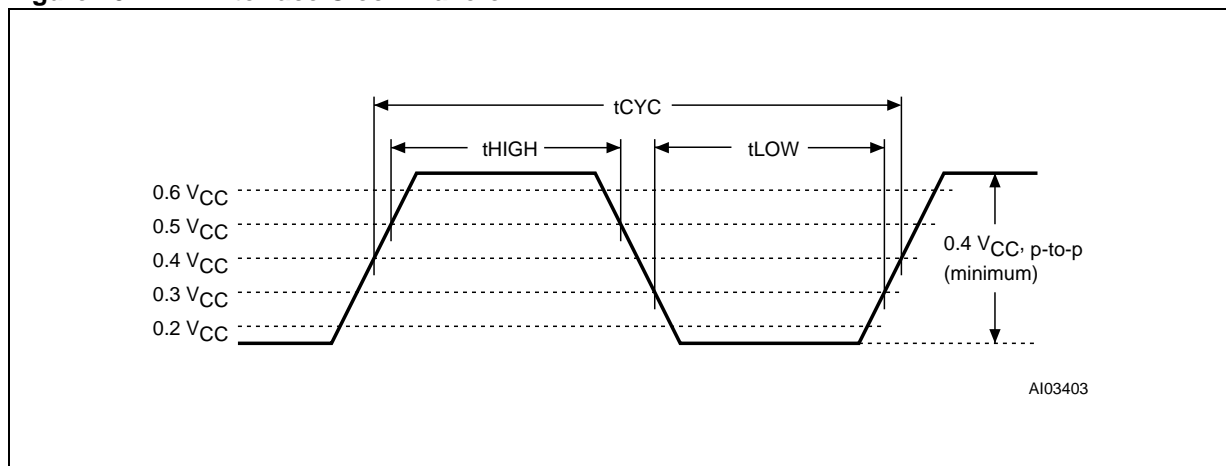 tCYC
tHIGH
tLOW
0.6 VCC
0.5 VCC
0.4 VCC
0.3 VCC
0.2 VCC
0.4 VCC, p-to-p
(minimum)
AI03403